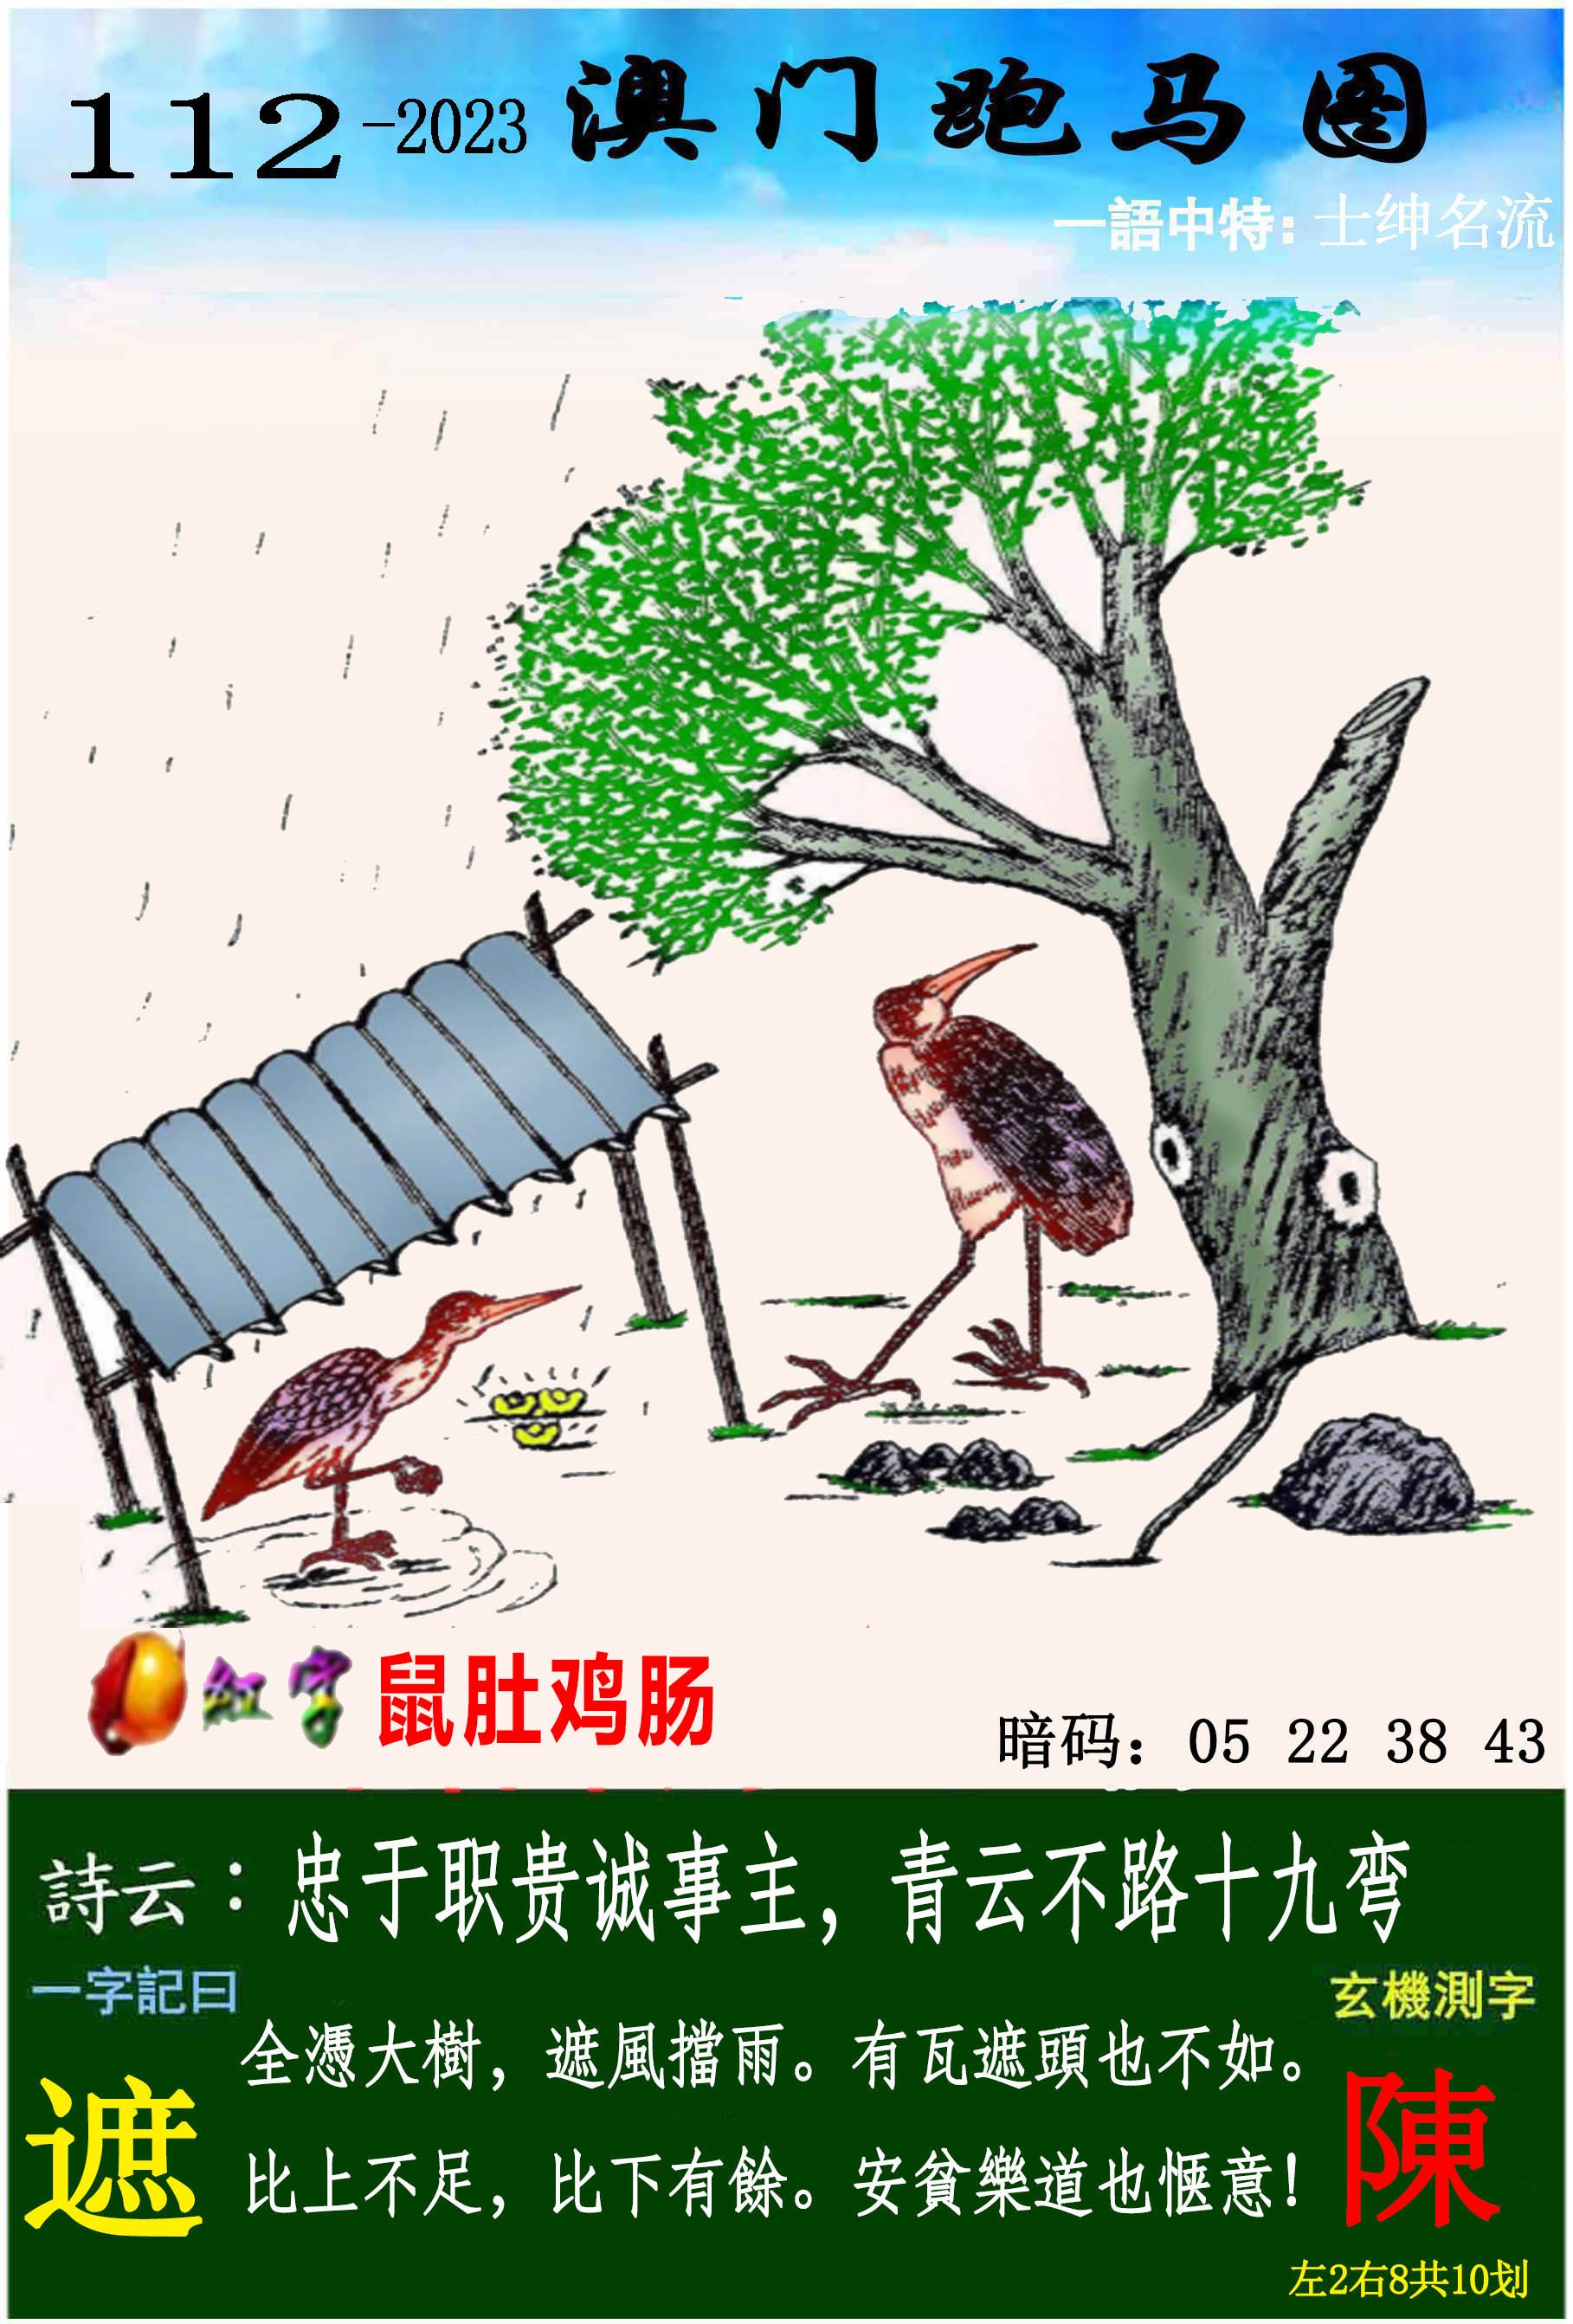 112-2023 澳门跑马图
一語中特：士绅名流
红字 鼠肚鸡肠
暗码：05 22 38 43
詩云：忠于职贵诚事主，青云不路十九弯
一字記曰
玄機測字
全憑大樹，遮風擋雨。有瓦遮頭也不如。
遮
陳
比上不足，比下有餘。安貧樂道也惬意！
左2右8共10划